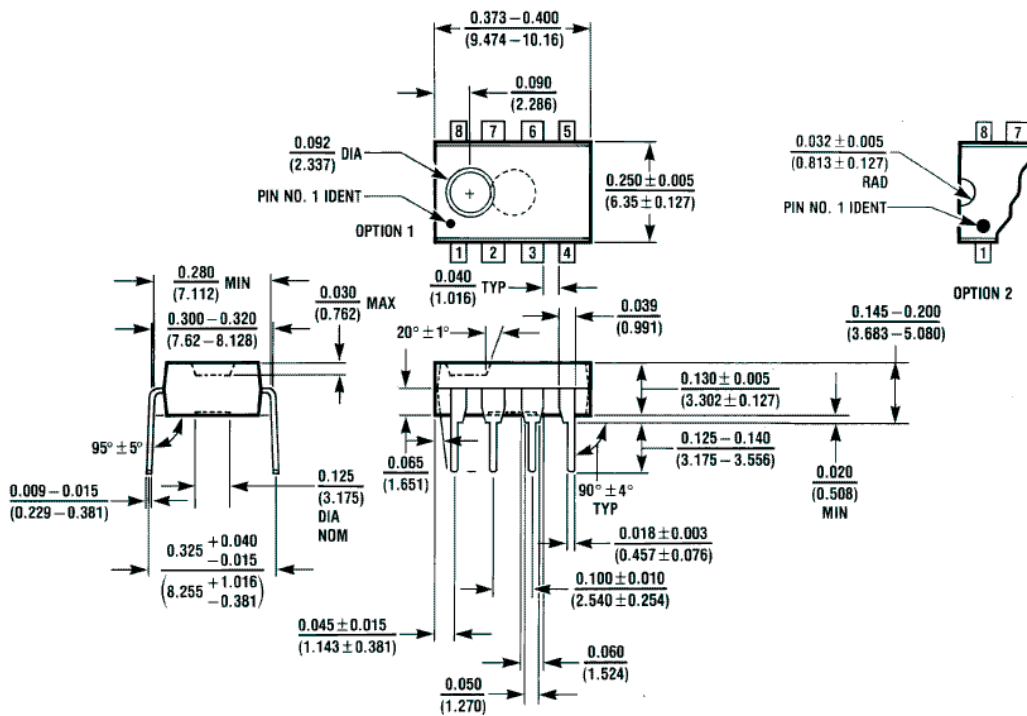 0.373 – 0.400
(9.474 – 10.16)
0.090
(2.286)
8 7 6 5
0.092
(2.337) DIA
PIN NO. 1 IDENT
OPTION 1
0.250 ± 0.005
(6.35 ± 0.127)
1 2 3 4
0.032 ± 0.005
(0.813 ± 0.127)
RAD
PIN NO. 1 IDENT
8 7
1
OPTION 2
0.280
(7.112) MIN
0.300 – 0.320
(7.62 – 8.128)
0.030
(0.762) MAX
0.040
(1.016) TYP
20° ± 1°
0.039
(0.991)
0.145 – 0.200
(3.683 – 5.080)
0.130 ± 0.005
(3.302 ± 0.127)
95° ± 5°
0.009 – 0.015
(0.229 – 0.381)
0.125
(3.175)
DIA
NOM
0.065
(1.651)
0.125 – 0.140
(3.175 – 3.556)
90° ± 4°
TYP
0.020
(0.508)
MIN
0.325 +0.040
–0.015
(8.255 +1.016
–0.381)
0.018 ± 0.003
(0.457 ± 0.076)
0.100 ± 0.010
(2.540 ± 0.254)
0.045 ± 0.015
(1.143 ± 0.381)
0.060
(1.524)
0.050
(1.270)